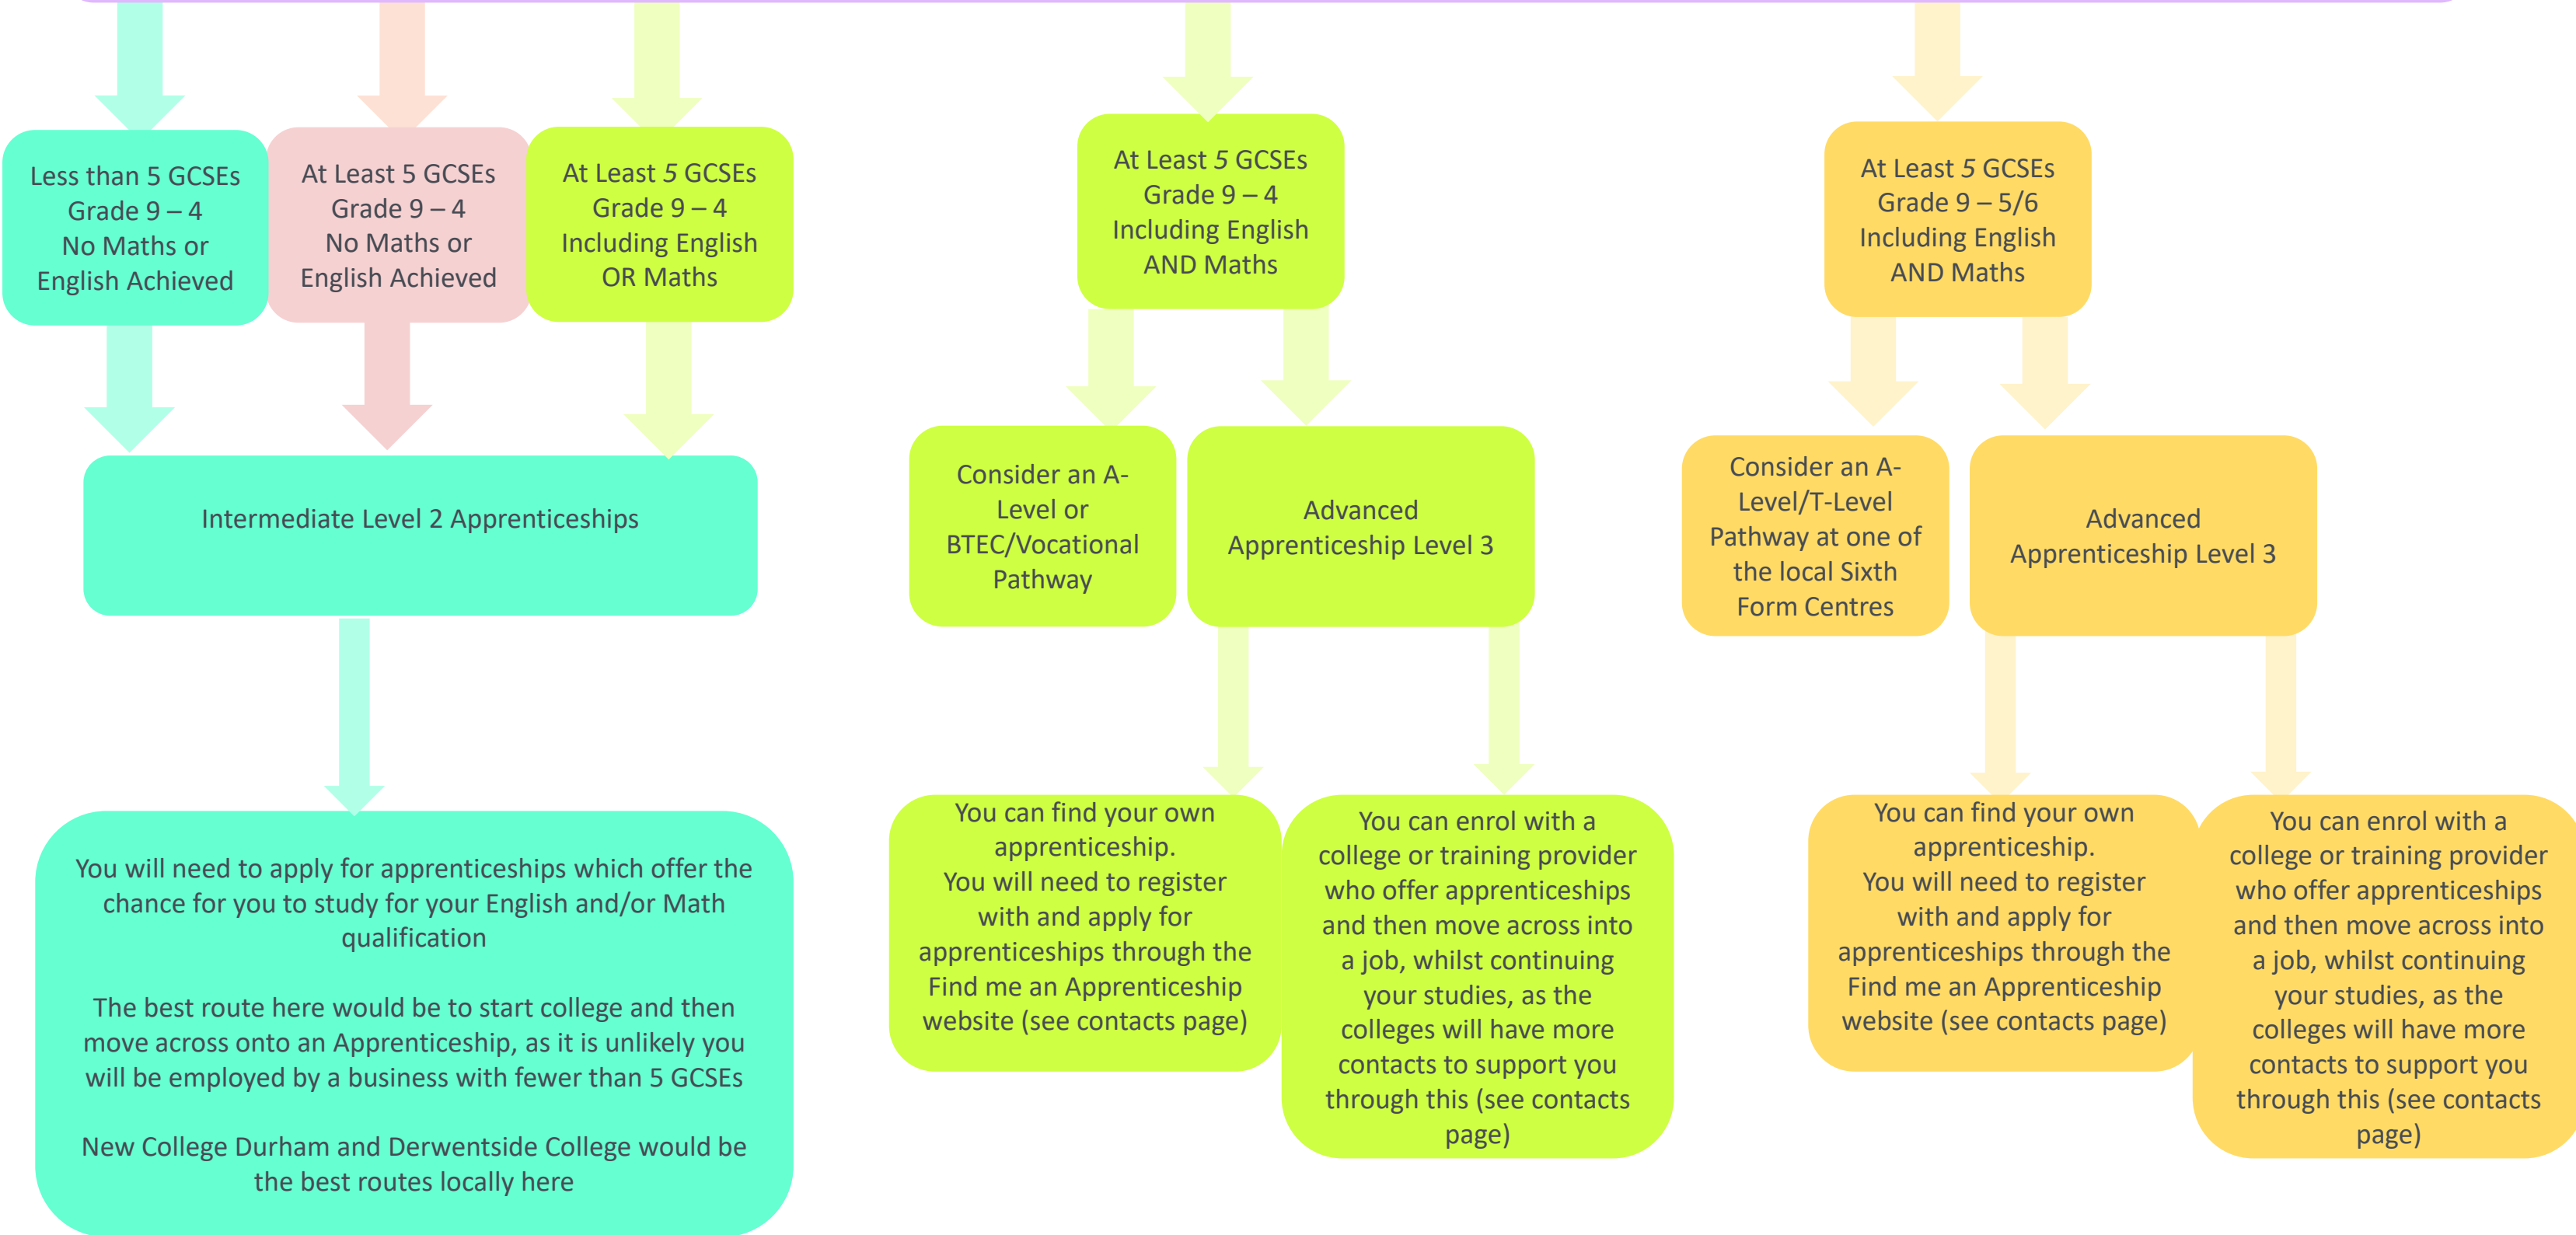 Less than 5 GCSEs
Grade 9 – 4
No Maths or
English Achieved
At Least 5 GCSEs
Grade 9 – 4
No Maths or
English Achieved
At Least 5 GCSEs
Grade 9 – 4
Including English
OR Maths
At Least 5 GCSEs
Grade 9 – 4
Including English
AND Maths
At Least 5 GCSEs
Grade 9 – 5/6
Including English
AND Maths
Intermediate Level 2 Apprenticeships
Consider an A-
Level or
BTEC/Vocational
Pathway
Advanced
Apprenticeship Level 3
Consider an A-
Level/T-Level
Pathway at one of
the local Sixth
Form Centres
Advanced
Apprenticeship Level 3
You will need to apply for apprenticeships which offer the
chance for you to study for your English and/or Math
qualification
The best route here would be to start college and then
move across onto an Apprenticeship, as it is unlikely you
will be employed by a business with fewer than 5 GCSEs
New College Durham and Derwentside College would be
the best routes locally here
You can find your own
apprenticeship.
You will need to register
with and apply for
apprenticeships through the
Find me an Apprenticeship
website (see contacts page)
You can enrol with a
college or training provider
who offer apprenticeships
and then move across into
a job, whilst continuing
your studies, as the
colleges will have more
contacts to support you
through this (see contacts
page)
You can find your own
apprenticeship.
You will need to register
with and apply for
apprenticeships through the
Find me an Apprenticeship
website (see contacts page)
You can enrol with a
college or training provider
who offer apprenticeships
and then move across into
a job, whilst continuing
your studies, as the
colleges will have more
contacts to support you
through this (see contacts
page)